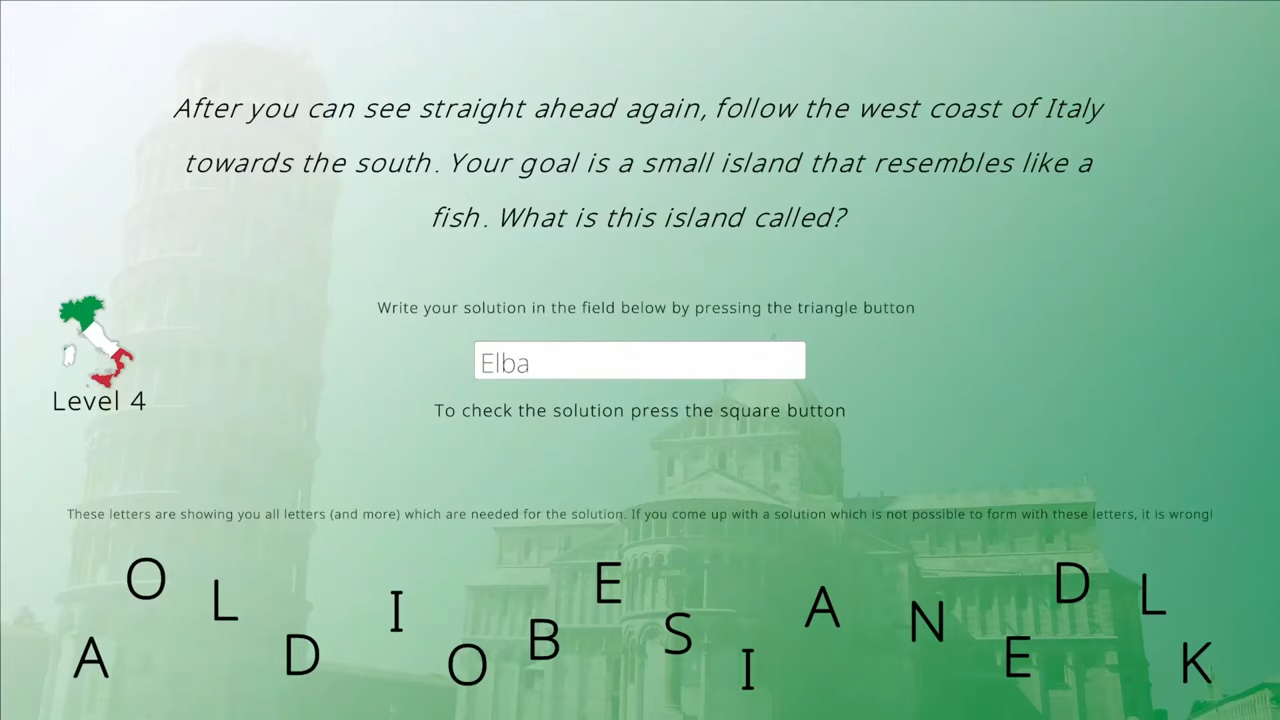 After you can see straight ahead again, follow the west coast of Italy
towards the south. Your goal is a small island that resembles like a
fish. What is this island called?
Write your solution in the field below by pressing the triangle button
Elba
Level 4
To check the solution press the square button
These letters are showing you all letters (and more) which are needed for the solution. If you come up with a solution which is not possible to form with these letters, it is wrong!
A O L D I O B E S I A N E D L K